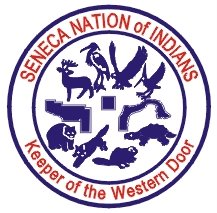 SENECA NATION of INDIANS
Keeper of the Western Door